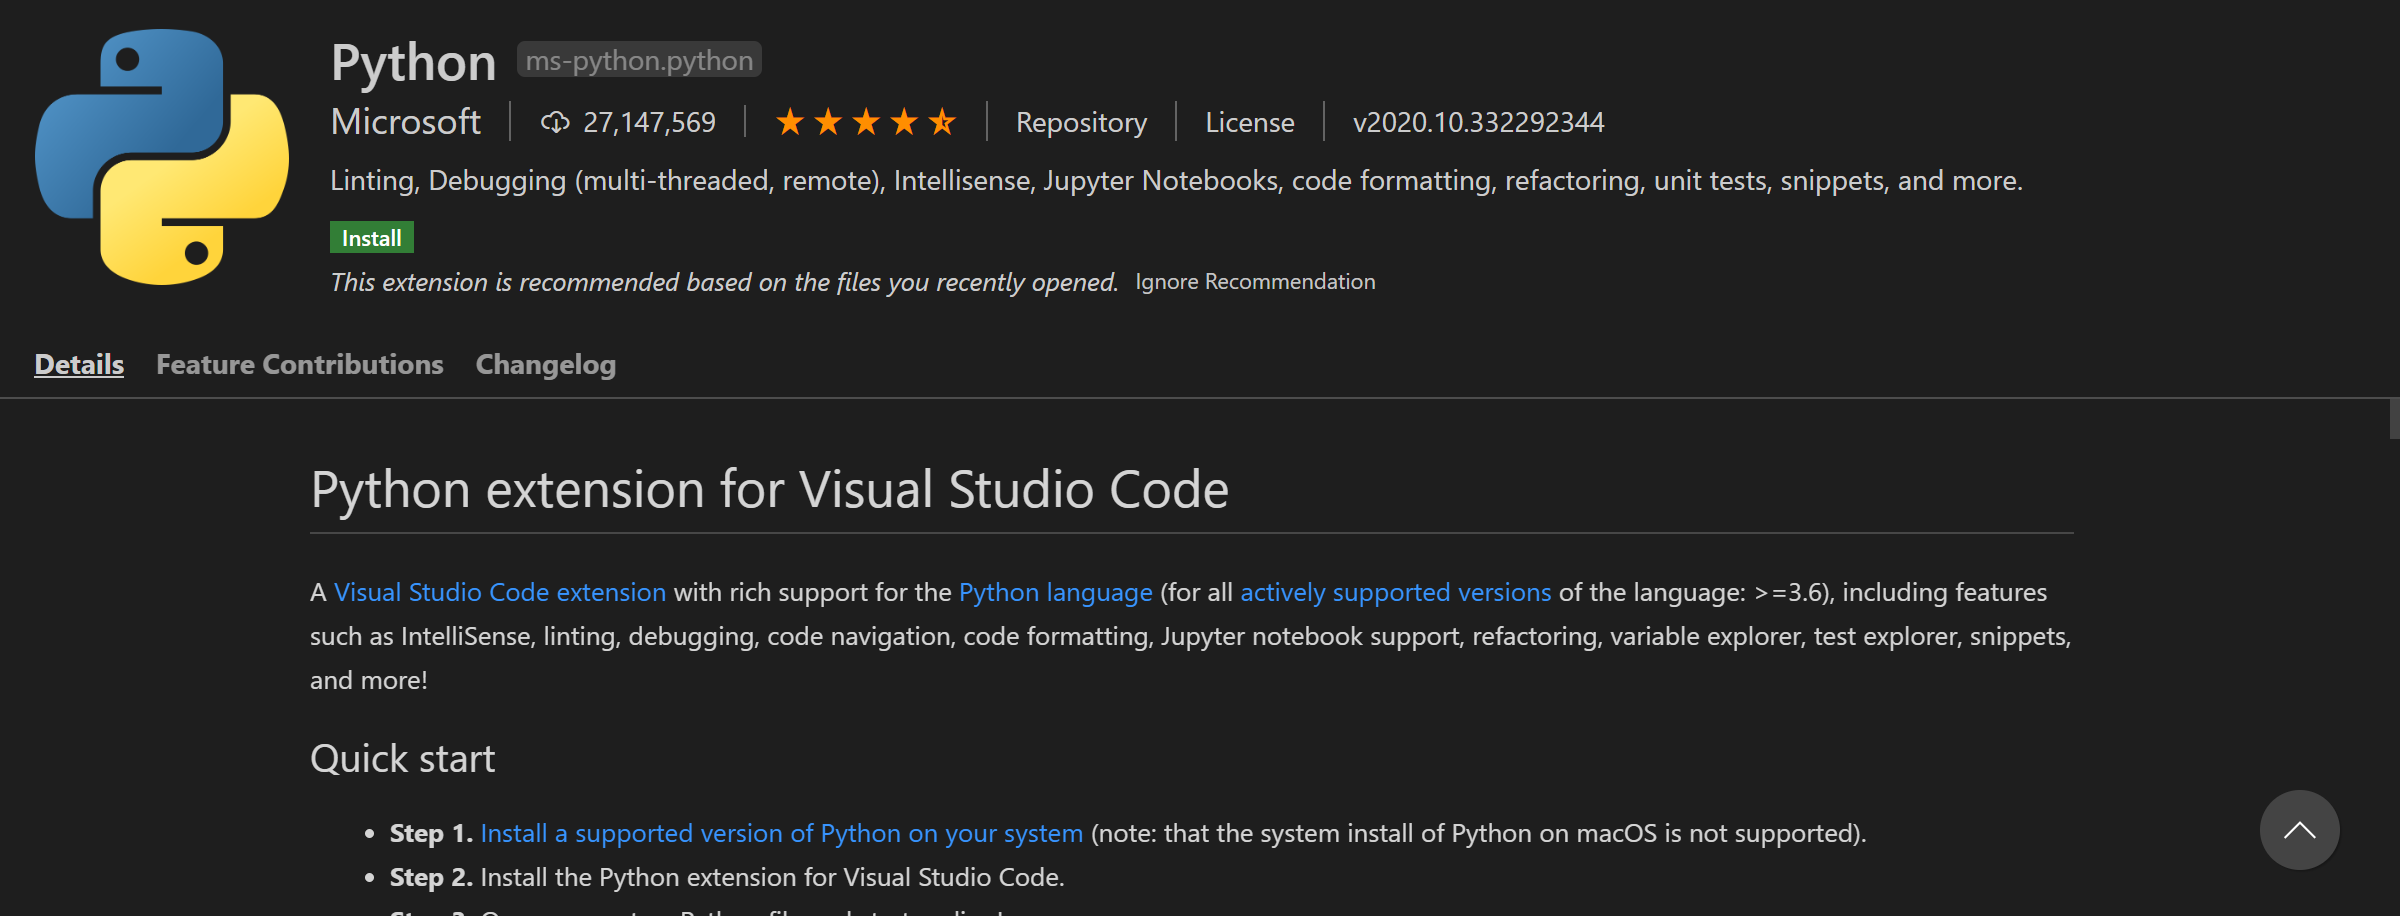 Python ms-python.python
Microsoft 27,147,569 Repository License v2020.10.332292344
Linting, Debugging (multi-threaded, remote), Intellisense, Jupyter Notebooks, code formatting, refactoring, unit tests, snippets, and more.
Install
This extension is recommended based on the files you recently opened. Ignore Recommendation
Details Feature Contributions Changelog
Python extension for Visual Studio Code
A Visual Studio Code extension with rich support for the Python language (for all actively supported versions of the language: >=3.6), including features
such as IntelliSense, linting, debugging, code navigation, code formatting, Jupyter notebook support, refactoring, variable explorer, test explorer, snippets,
and more!
Quick start
• Step 1. Install a supported version of Python on your system (note: that the system install of Python on macOS is not supported).
• Step 2. Install the Python extension for Visual Studio Code.